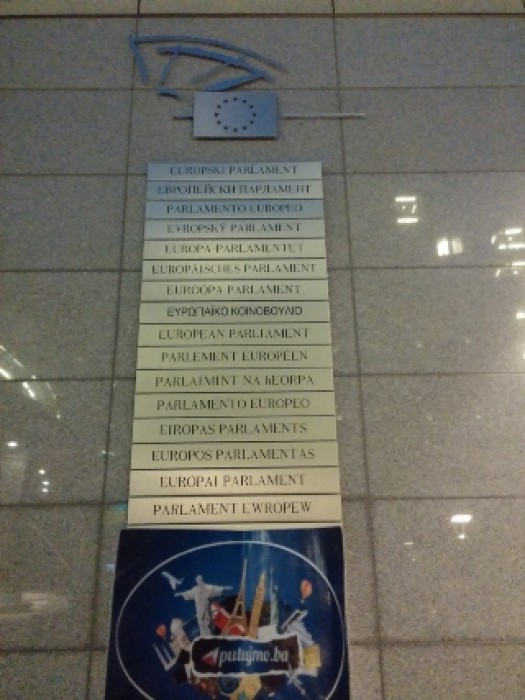 EUROPSKI PARLAMENT
ЕВРОПЕЙСКИ ПАРЛАМЕНТ
PARLAMENTO EUROPEO
EVROPSKÝ PARLAMENT
EUROPA-PARLAMENTET
EUROPÄISCHES PARLAMENT
EUROOPA PARLAMENT
ΕΥΡΩΠΑΪΚΟ ΚΟΙΝΟΒΟΥΛΙΟ
EUROPEAN PARLIAMENT
PARLEMENT EUROPÉEN
PARLAIMINT NA hEORPA
PARLAMENTO EUROPEO
EIROPAS PARLAMENTS
EUROPOS PARLAMENTAS
EURÓPAI PARLAMENT
PARLAMENT EWROPEW
putujmo.ba